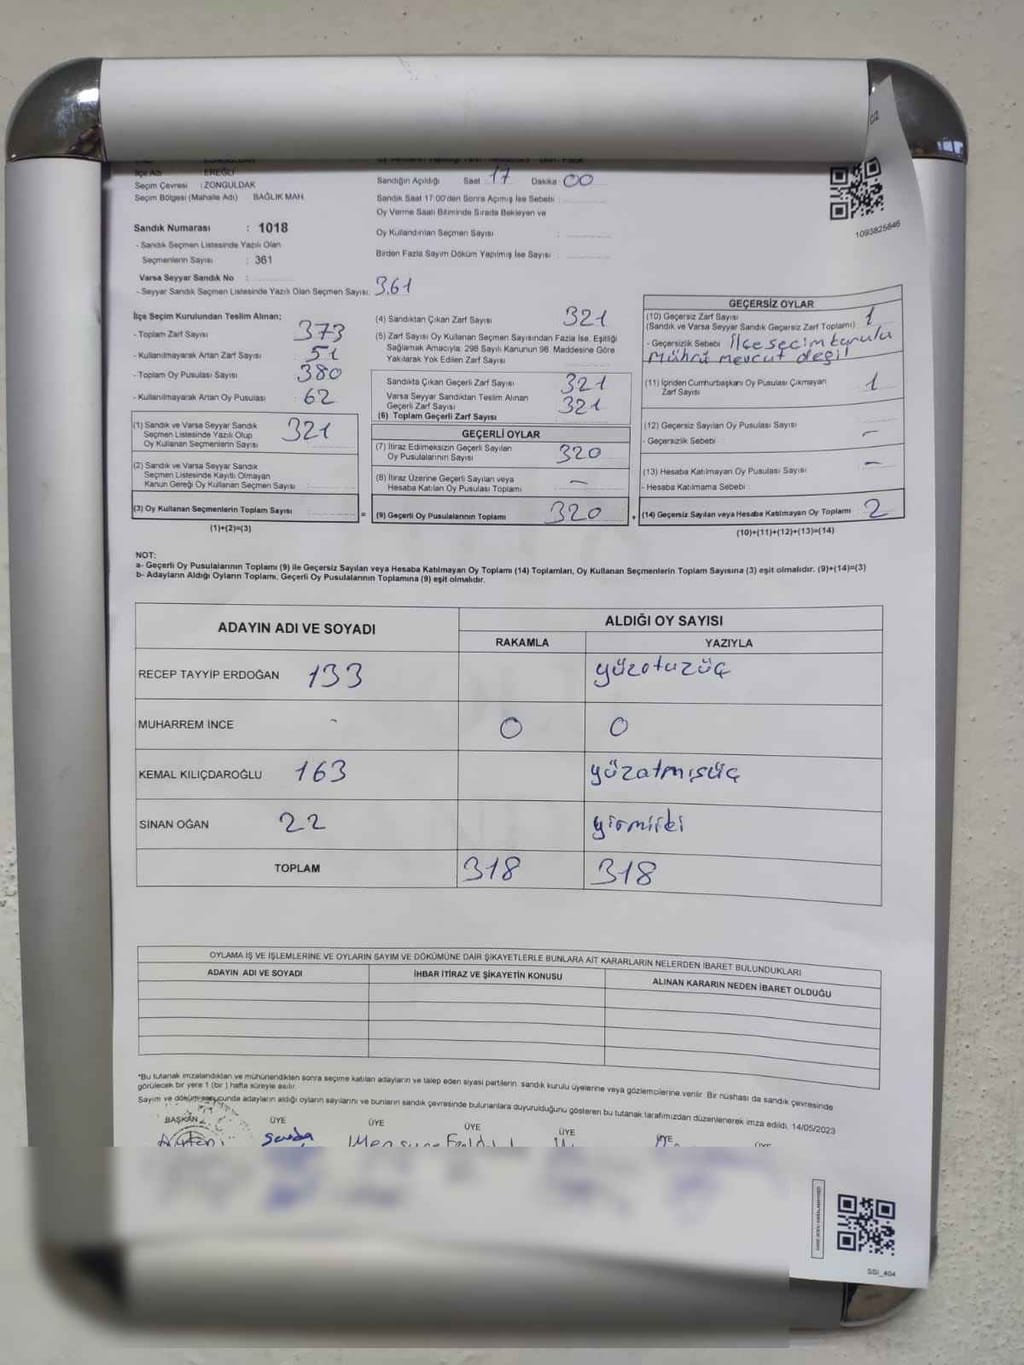 İlçe Adı : EREĞLİ
Seçim Çevresi : ZONGULDAK
Seçim Bölgesi (Mahalle Adı) BAĞLIK MAH.
Sandık Numarası : 1018
- Sandık Seçmen Listesinde Yazılı Olan
Seçmenlerin Sayısı : 361
Varsa Seyyar Sandık No :
- Seyyar Sandık Seçmen Listesinde Yazılı Olan Seçmen Sayısı: 361
Sandığın Açıldığı Saat 17 Dakika 00
Sandık Saat 17.00'den Sonra Açılmış İse Sebebi :
Oy Verme Saati Bitiminde Sırada Bekleyen ve
Oy Kullandırılan Seçmen Sayısı :
Birden Fazla Sayım Döküm Yapılmış İse Sayısı :
1093825646
İlçe Seçim Kurulundan Teslim Alınan;
- Toplam Zarf Sayısı 373
- Kullanılmayarak Artan Zarf Sayısı 51
- Toplam Oy Pusulası Sayısı 380
- Kullanılmayarak Artan Oy Pusulası 62
(1) Sandık ve Varsa Seyyar Sandık
Seçmen Listesinde Yazılı Olup
Oy Kullanan Seçmenlerin Sayısı 321
(2) Sandık ve Varsa Seyyar Sandık
Seçmen Listesinde Kayıtlı Olmayan
Kanun Gereği Oy Kullanan Seçmen Sayısı
(3) Oy Kullanan Seçmenlerin Toplam Sayısı
(1)+(2)=(3)
(4) Sandıktan Çıkan Zarf Sayısı 321
(5) Zarf Sayısı Oy Kullanan Seçmen Sayısından Fazla İse, Eşitliği
Sağlamak Amacıyla; 298 Sayılı Kanunun 98. Maddesine Göre
Yakılarak Yok Edilen Zarf Sayısı
Sandıkta Çıkan Geçerli Zarf Sayısı 321
Varsa Seyyar Sandıktan Teslim Alınan
Geçerli Zarf Sayısı 321
(6) Toplam Geçerli Zarf Sayısı
GEÇERLİ OYLAR
(7) İtiraz Edilmeksizin Geçerli Sayılan
Oy Pusulalarının Sayısı 320
(8) İtiraz Üzerine Geçerli Sayılan veya
Hesaba Katılan Oy Pusulası Toplamı –
= (9) Geçerli Oy Pusulalarının Toplamı 320
GEÇERSİZ OYLAR
(10) Geçersiz Zarf Sayısı
(Sandık ve Varsa Seyyar Sandık Geçersiz Zarf Toplamı) 1
- Geçersizlik Sebebi İlçe seçim kurulu
mührü mevcut değil
(11) İçinden Cumhurbaşkanı Oy Pusulası Çıkmayan
Zarf Sayısı 1
(12) Geçersiz Sayılan Oy Pusulası Sayısı
- Geçersizlik Sebebi : –
(13) Hesaba Katılmayan Oy Pusulası Sayısı –
- Hesaba Katılmama Sebebi :
+ (14) Geçersiz Sayılan veya Hesaba Katılmayan Oy Toplamı 2
(10)+(11)+(12)+(13)=(14)
NOT:
a- Geçerli Oy Pusulalarının Toplamı (9) ile Geçersiz Sayılan veya Hesaba Katılmayan Oy Toplamı (14) Toplamları, Oy Kullanan Seçmenlerin Toplam Sayısına (3) eşit olmalıdır. (9)+(14)=(3)
b- Adayların Aldığı Oyların Toplamı, Geçerli Oy Pusulalarının Toplamına (9) eşit olmalıdır.
ADAYIN ADI VE SOYADI ALDIĞI OY SAYISI
RAKAMLA YAZIYLA
RECEP TAYYİP ERDOĞAN 133 yüzotuzüç
MUHARREM İNCE - 0 0
KEMAL KILIÇDAROĞLU 163 yüzatmışüç
SİNAN OĞAN 22 yirmiiki
TOPLAM 318 318
OYLAMA İŞ VE İŞLEMLERİNE VE OYLARIN SAYIM VE DÖKÜMÜNE DAİR ŞİKAYETLERLE BUNLARA AİT KARARLARIN NELERDEN İBARET BULUNDUKLARI
ADAYIN ADI VE SOYADI İHBAR İTİRAZ VE ŞİKAYETİN KONUSU ALINAN KARARIN NEDEN İBARET OLDUĞU
*Bu tutanak imzalandıktan ve mühürlendikten sonra seçime katılan adayların ve talep eden siyasi partilerin sandık kurulu üyelerine veya gözlemcilerine verilir. Bir nüshası da sandık çevresinde
görülecek bir yere 1 (bir) hafta süreyle asılır.
Sayım ve döküm sonucunda adayların aldığı oyların sayılarını ve bunların sandık çevresinde bulunanlara duyurulduğunu gösteren bu tutanak tarafımızdan düzenlenerek imza edildi. 14/05/2023
BAŞKAN ÜYE ÜYE ÜYE ÜYE ÜYE ÜYE
SSI_404